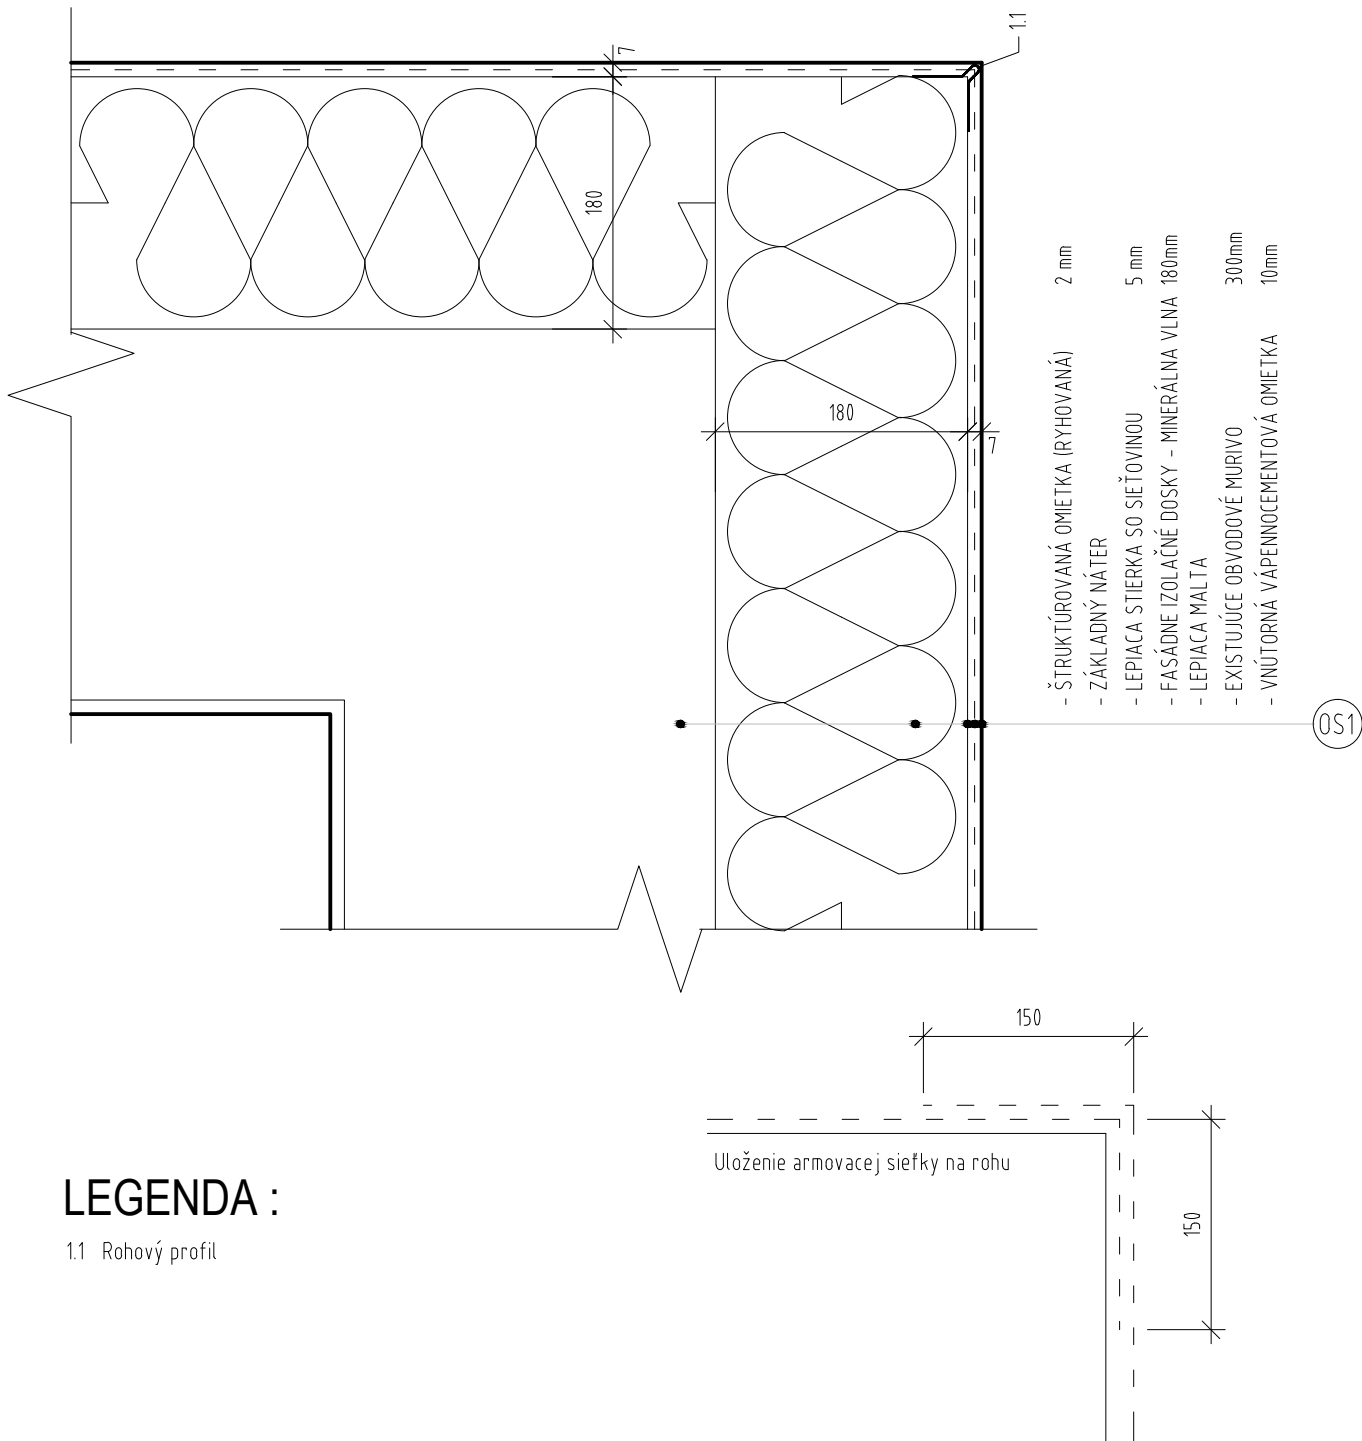 1.1
7
180
180
7
- ŠTRUKTÚROVANÁ OMIETKA (RYHOVANÁ) 2 mm
- ZÁKLADNÝ NÁTER
- LEPIACA STIERKA SO SIEŤOVINOU 5 mm
- FASÁDNE IZOLAČNÉ DOSKY - MINERÁLNA VLNA 180mm
- LEPIACA MALTA
- EXISTUJÚCE OBVODOVÉ MURIVO 300mm
- VNÚTORNÁ VÁPENNOCEMENTOVÁ OMIETKA 10mm
OS1
150
Uloženie armovacej sieťky na rohu
150
LEGENDA :
1.1 Rohový profil